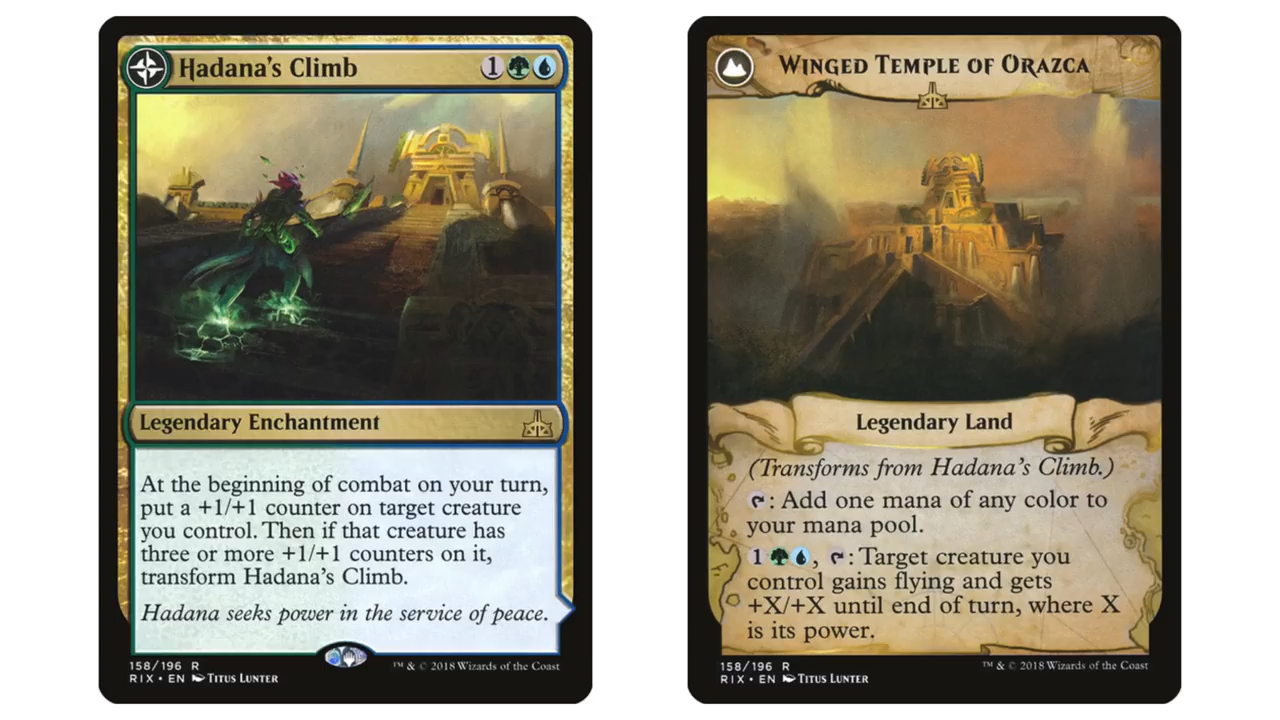 Hadana's Climb 1
Legendary Enchantment
At the beginning of combat on your turn,
put a +1/+1 counter on target creature
you control. Then if that creature has
three or more +1/+1 counters on it,
transform Hadana's Climb.
Hadana seeks power in the service of peace.
158/196 R
RIX • EN Titus Lunter
™ & © 2018 Wizards of the Coast
Winged Temple of Orazca
Legendary Land
(Transforms from Hadana's Climb.)
: Add one mana of any color to
your mana pool.
1 , : Target creature you
control gains flying and gets
+X/+X until end of turn, where X
is its power.
158/196 R
RIX • EN Titus Lunter
™ & © 2018 Wizards of the Coast